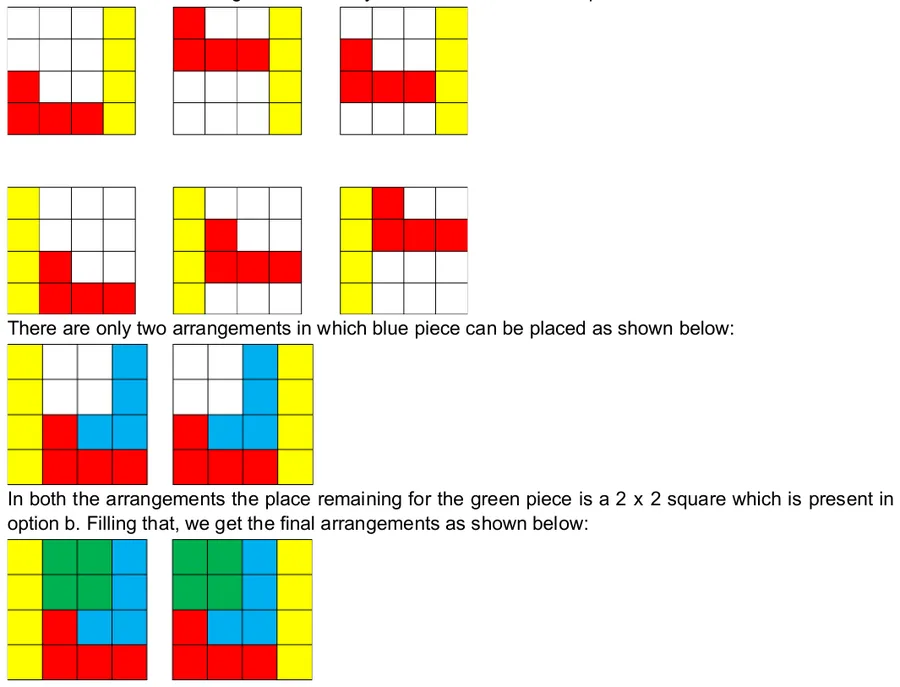 There are only two arrangements in which blue piece can be placed as shown below:
In both the arrangements the place remaining for the green piece is a 2 x 2 square which is present in
option b. Filling that, we get the final arrangements as shown below: